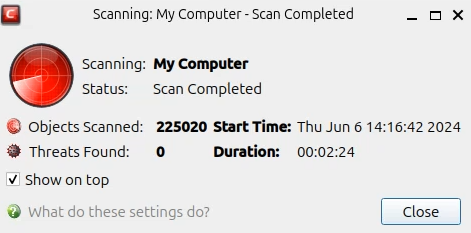 Scanning: My Computer - Scan Completed
Scanning: My Computer
Status: Scan Completed
Objects Scanned: 225020 Start Time: Thu Jun 6 14:16:42 2024
Threats Found: 0 Duration: 00:02:24
Show on top
What do these settings do? Close